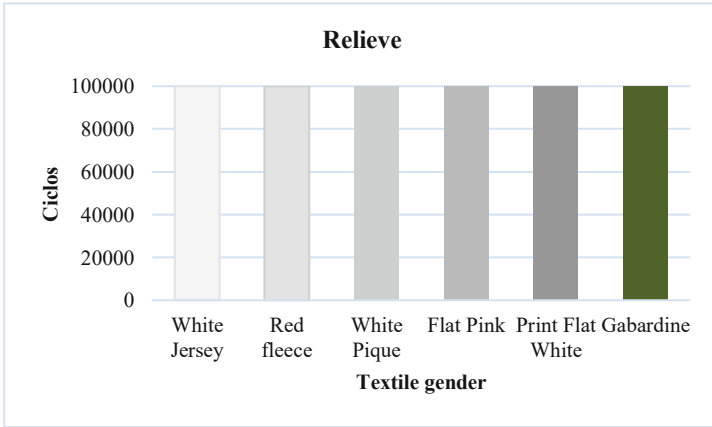 Relieve
100000
80000
60000
40000
20000
0
Ciclos
White Jersey
Red fleece
White Pique
Flat Pink
Print Flat White
Gabardine
Textile gender